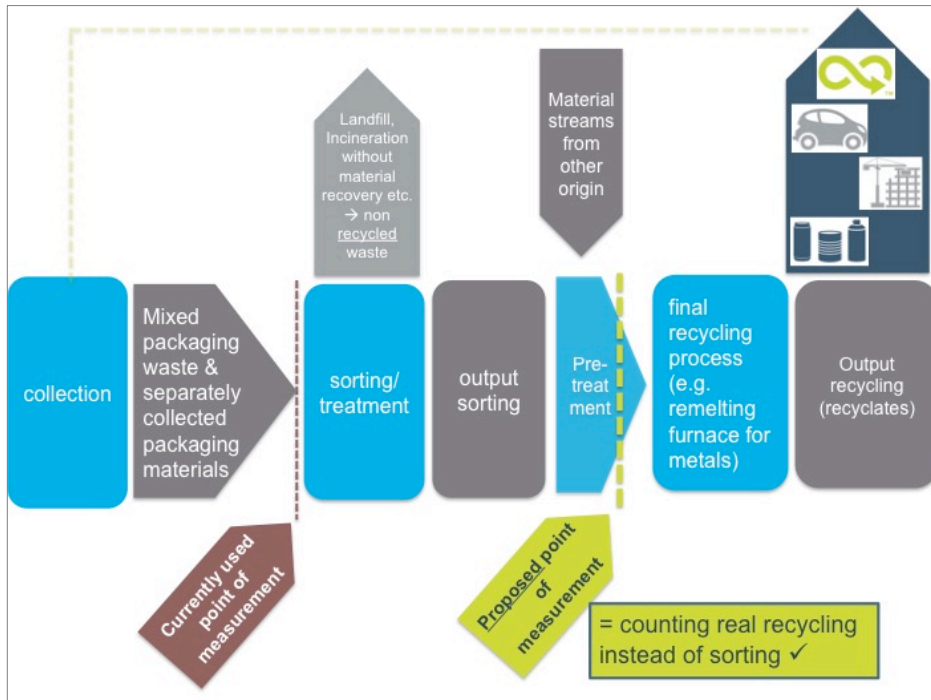 Landfill,
Incineration
without
material
recovery etc.
→ non
recycled
waste
Material
streams
from
other
origin
TM
collection
Mixed
packaging
waste &
separately
collected
packaging
materials
sorting/
treatment
output
sorting
Pre-
treat
ment
final
recycling
process
(e.g.
remelting
furnace for
metals)
Output
recycling
(recyclates)
Currently used
point of
measurement
Proposed point
of
measurement
= counting real recycling
instead of sorting ✓